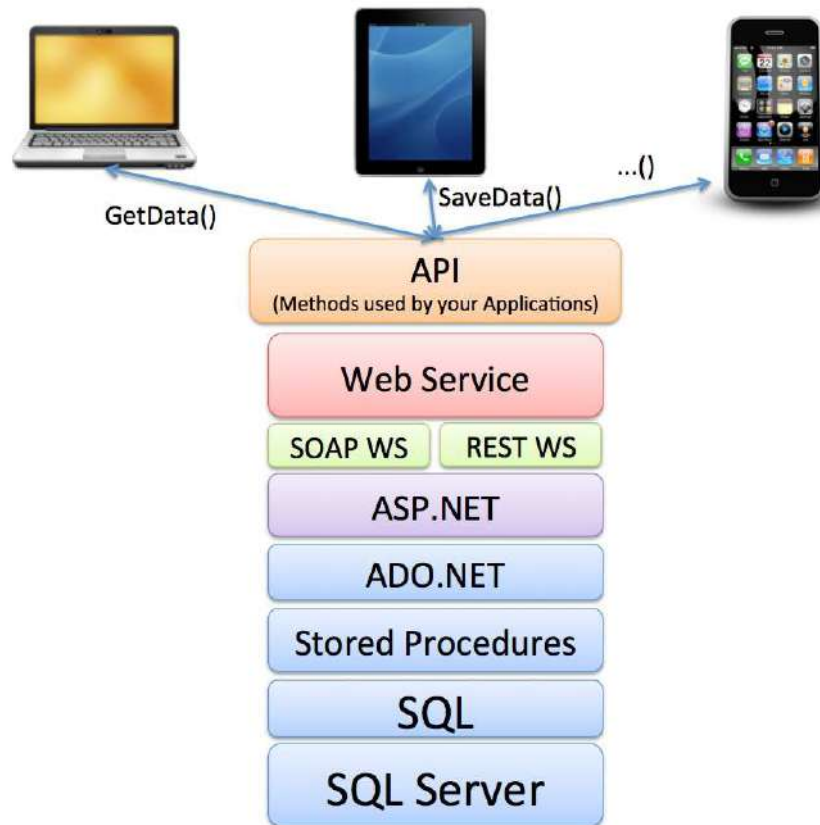 GetData()
SaveData()
...()
API
(Methods used by your Applications)
Web Service
SOAP WS
REST WS
ASP.NET
ADO.NET
Stored Procedures
SQL
SQL Server